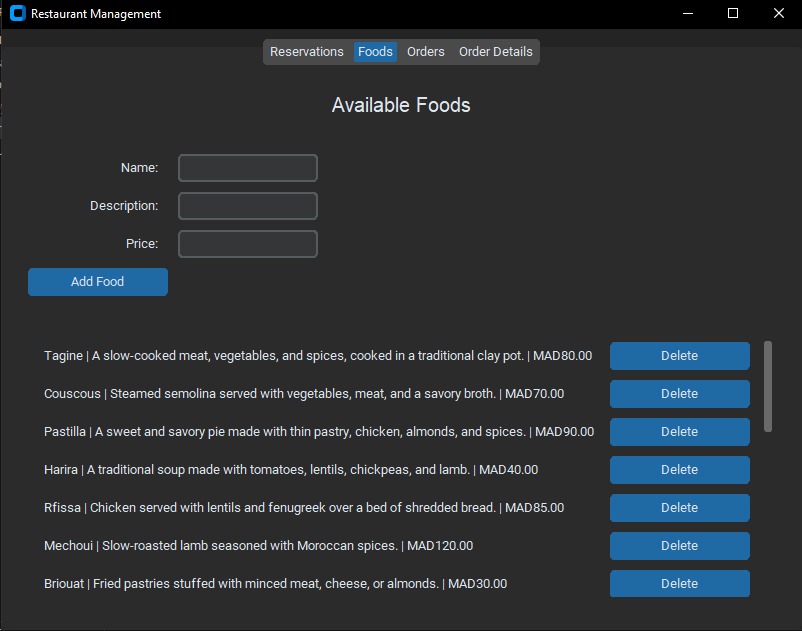 Restaurant Management
Reservations Foods Orders Order Details
Available Foods
Name:
Description:
Price:
Add Food
Tagine | A slow-cooked meat, vegetables, and spices, cooked in a traditional clay pot. | MAD80.00 Delete
Couscous | Steamed semolina served with vegetables, meat, and a savory broth. | MAD70.00 Delete
Pastilla | A sweet and savory pie made with thin pastry, chicken, almonds, and spices. | MAD90.00 Delete
Harira | A traditional soup made with tomatoes, lentils, chickpeas, and lamb. | MAD40.00 Delete
Rfissa | Chicken served with lentils and fenugreek over a bed of shredded bread. | MAD85.00 Delete
Mechoui | Slow-roasted lamb seasoned with Moroccan spices. | MAD120.00 Delete
Briouat | Fried pastries stuffed with minced meat, cheese, or almonds. | MAD30.00 Delete